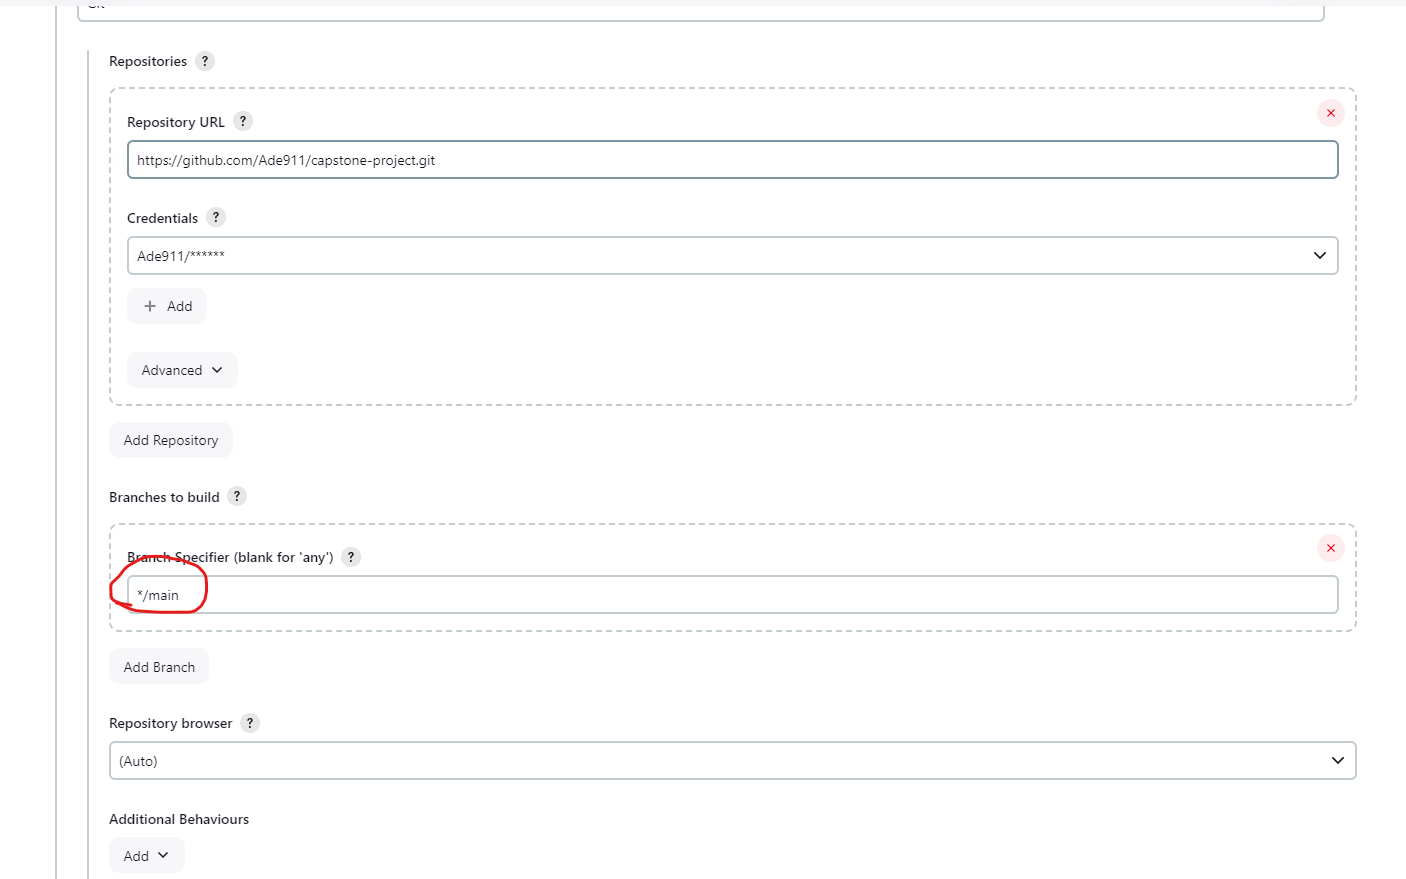 Repositories ?
Repository URL ?
https://github.com/Ade911/capstone-project.git
Credentials ?
Ade911/******
+ Add
Advanced
Add Repository
Branches to build ?
Branch Specifier (blank for 'any') ?
*/main
Add Branch
Repository browser ?
(Auto)
Additional Behaviours
Add